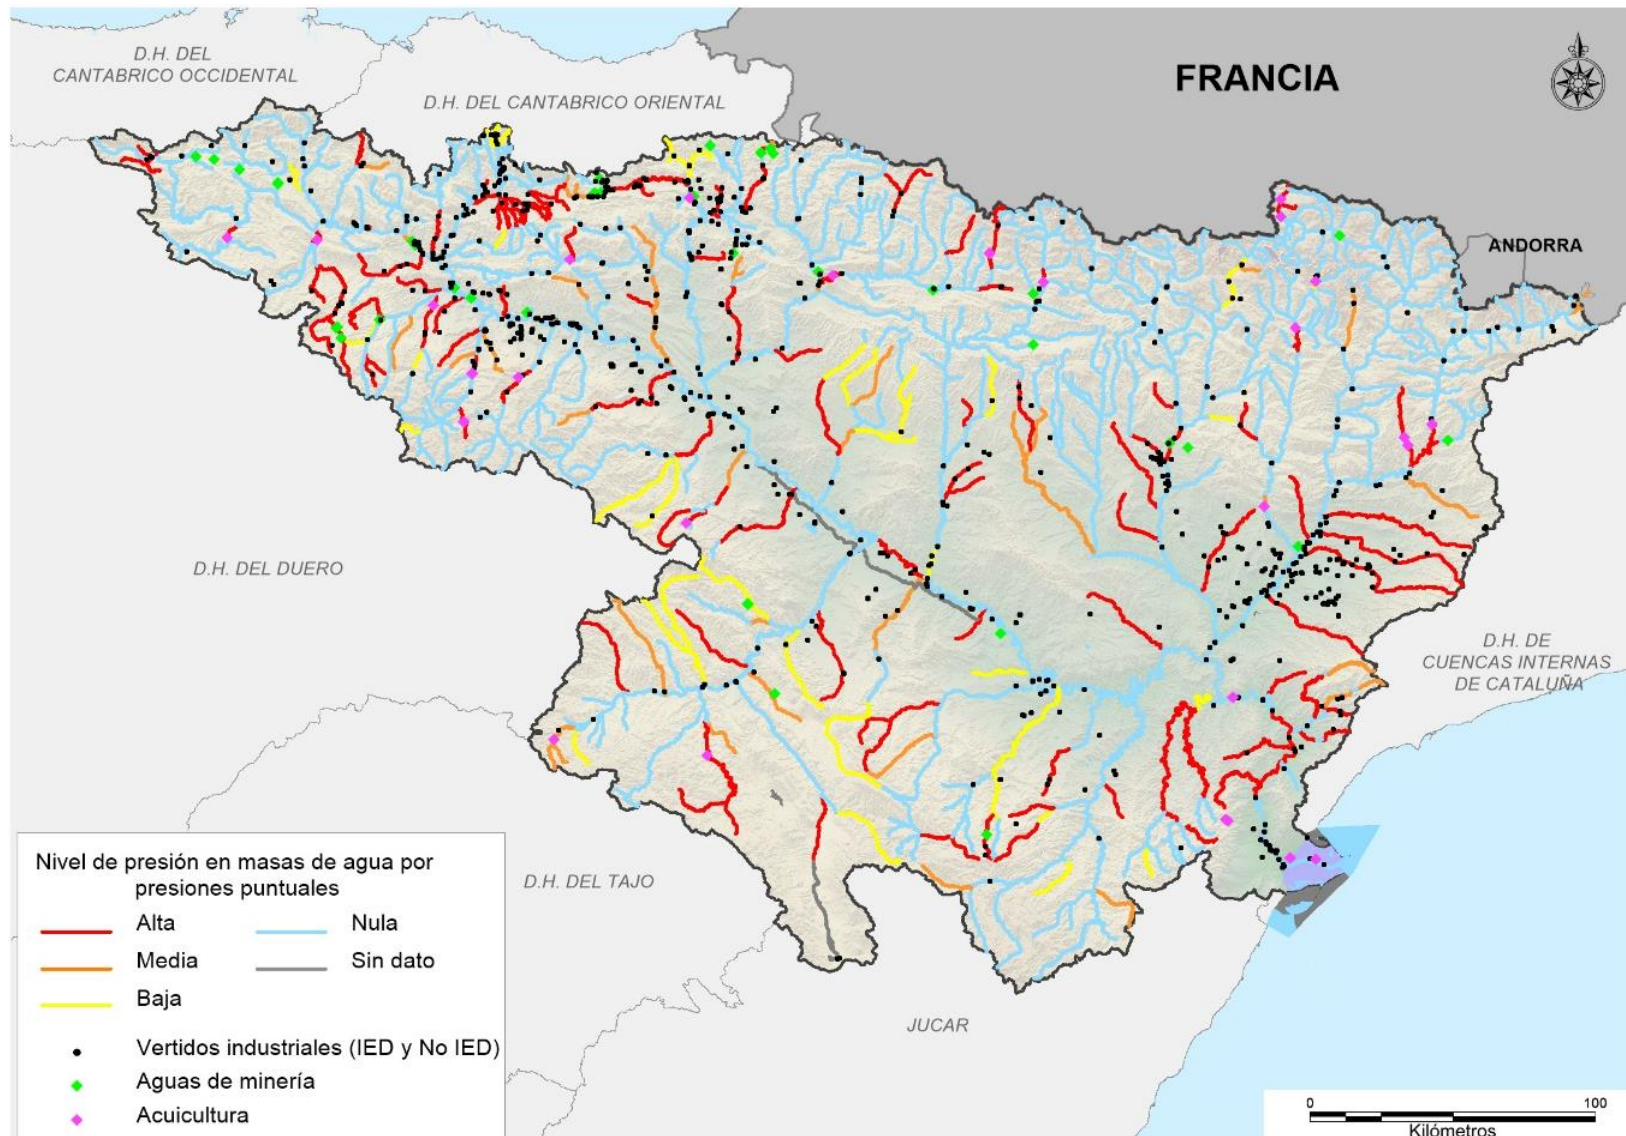 D.H. DEL
CANTABRICO OCCIDENTAL
D.H. DEL CANTABRICO ORIENTAL
FRANCIA
ANDORRA
D.H. DEL DUERO
D.H. DE
CUENCAS INTERNAS
DE CATALUÑA
D.H. DEL TAJO
JUCAR
Nivel de presión en masas de agua por
presiones puntuales
Alta
Nula
Media
Sin dato
Baja
Vertidos industriales (IED y No IED)
Aguas de minería
Acuicultura
0
100
Kilómetros